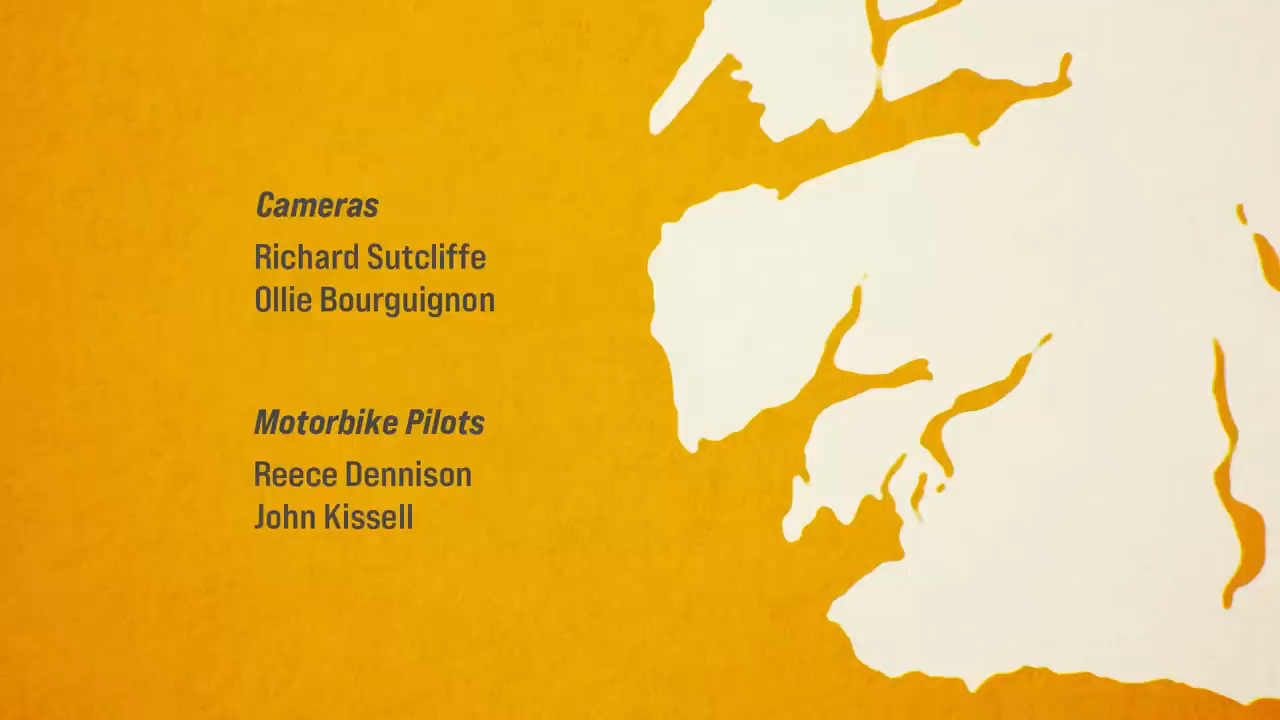 Cameras
Richard Sutcliffe
Ollie Bourguignon
Motorbike Pilots
Reece Dennison
John Kissell